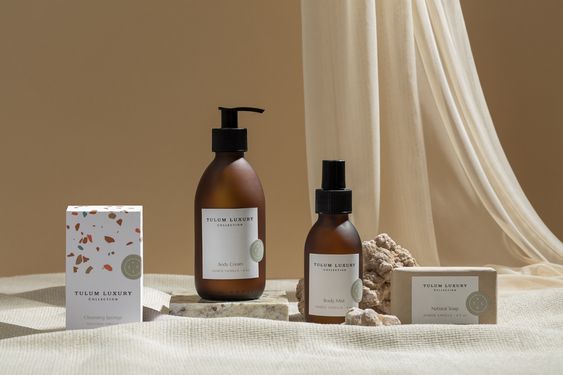 TULUM LUXURY
COLLECTION
Cleansing Sponge
TULUM LUXURY
COLLECTION
Body Cream
TULUM LUXURY
COLLECTION
Body Mist
TULUM LUXURY
COLLECTION
Natural Soap